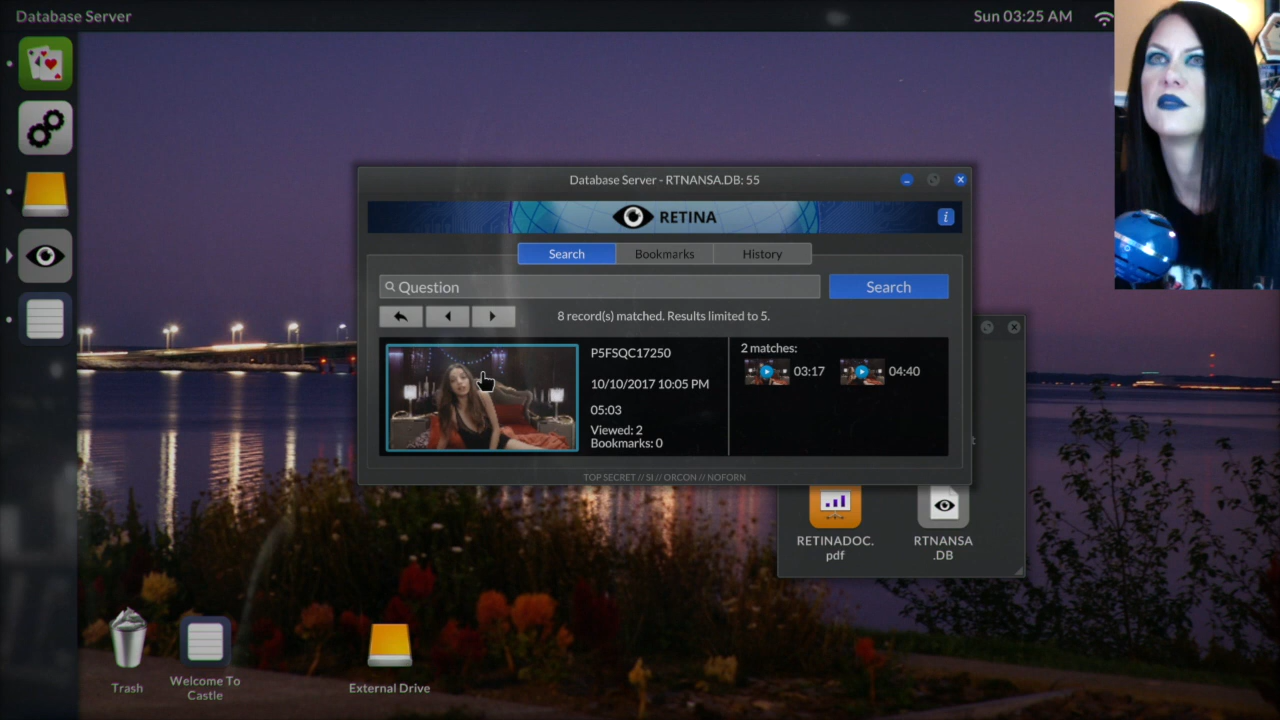 Database Server
Sun 03:25 AM
Database Server - RTNANSA.DB: 55
RETINA
i
Search
Bookmarks
History
Question
Search
8 record(s) matched. Results limited to 5.
P5FSQC17250
10/10/2017 10:05 PM
05:03
Viewed: 2
Bookmarks: 0
2 matches:
03:17
04:40
TOP SECRET // SI // ORCON // NOFORN
RETINADOC.
pdf
RTNANSA
.DB
Trash
Welcome To
Castle
External Drive